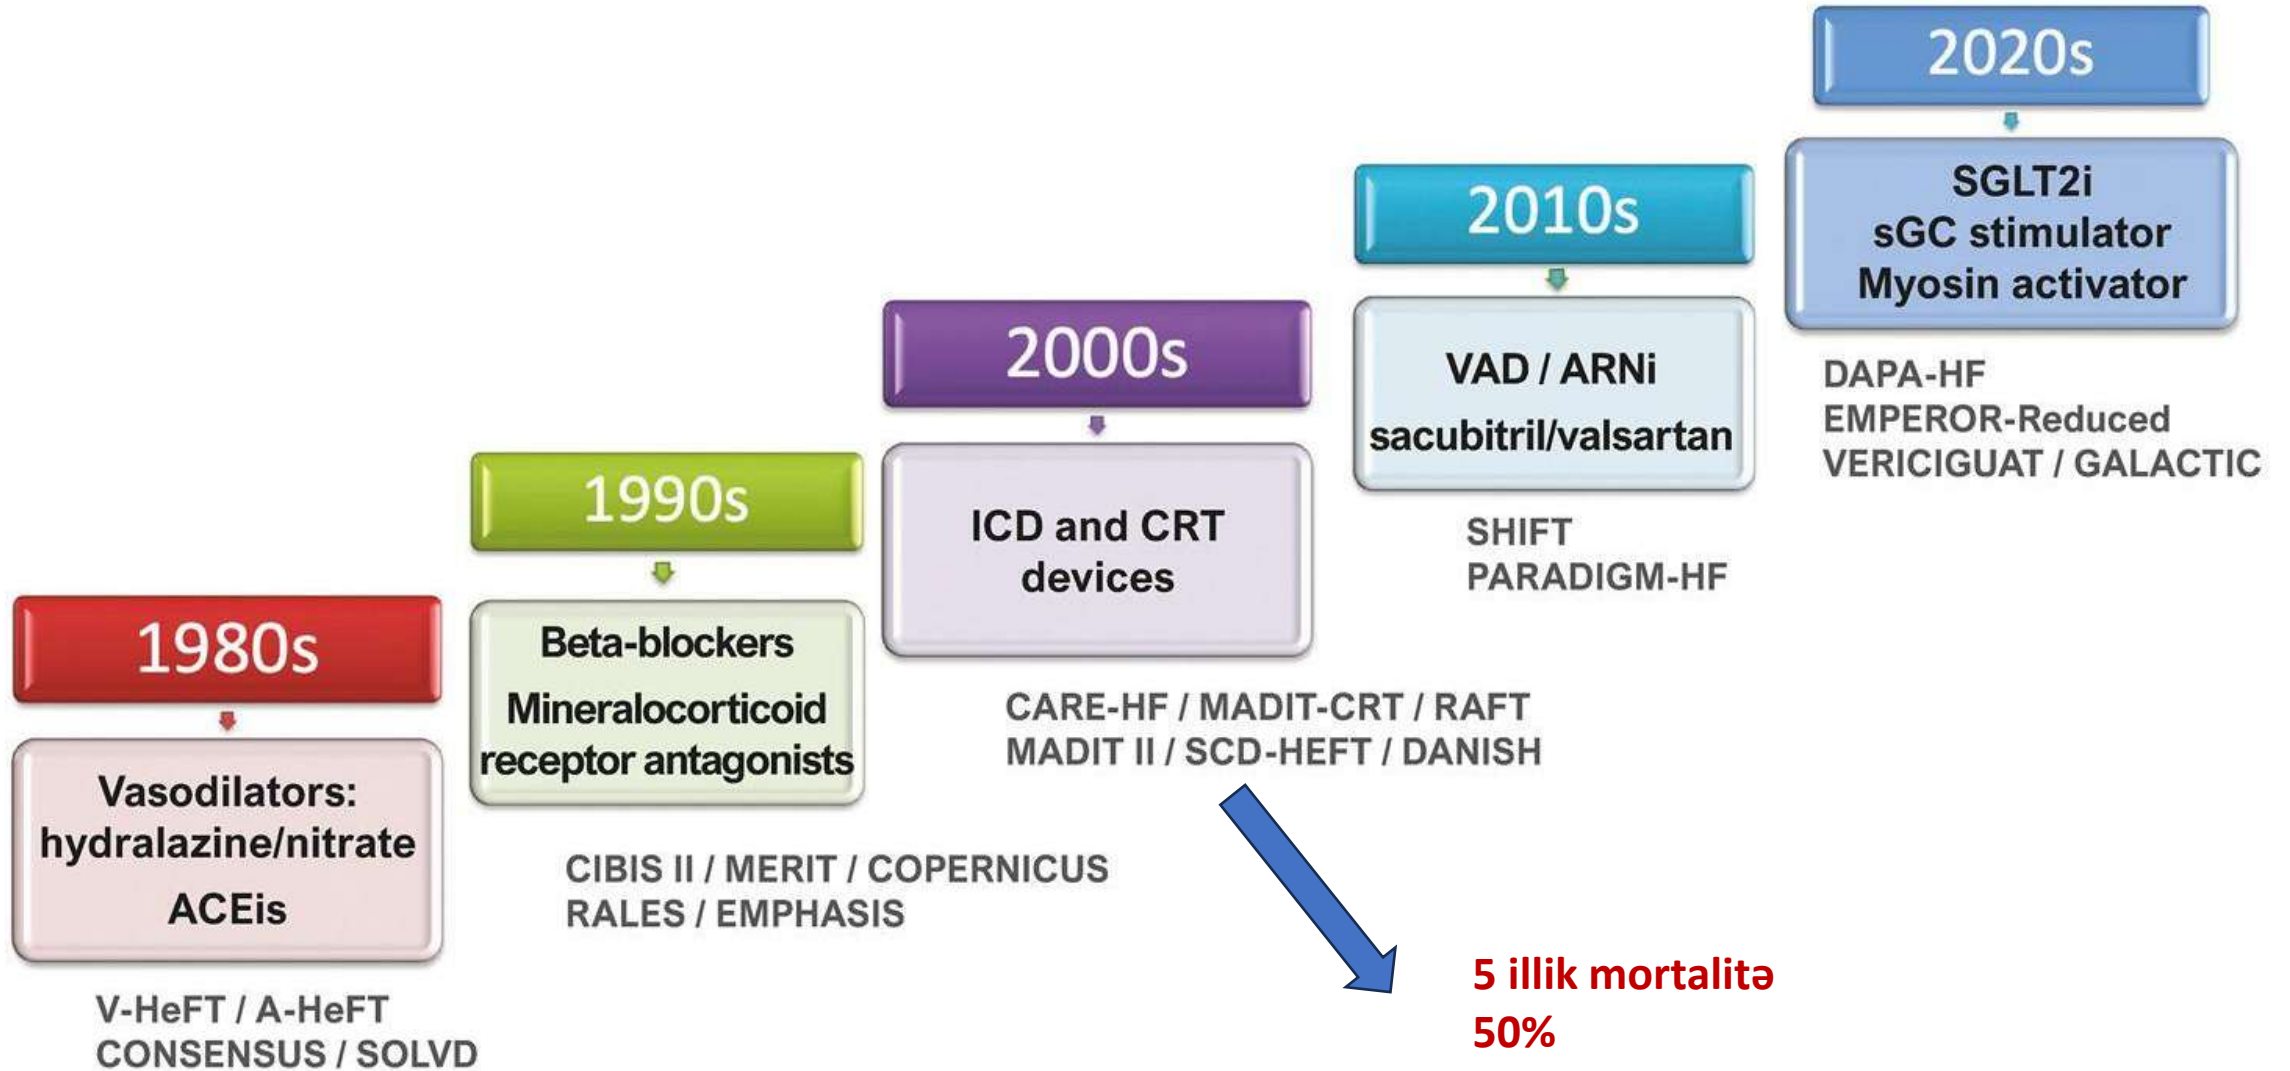 1980s
Vasodilators:
hydralazine/nitrate
ACEis
V-HeFT / A-HeFT
CONSENSUS / SOLVD
1990s
Beta-blockers
Mineralocorticoid
receptor antagonists
CIBIS II / MERIT / COPERNICUS
RALES / EMPHASIS
2000s
ICD and CRT
devices
CARE-HF / MADIT-CRT / RAFT
MADIT II / SCD-HEFT / DANISH
2010s
VAD / ARNi
sacubitril/valsartan
SHIFT
PARADIGM-HF
2020s
SGLT2i
sGC stimulator
Myosin activator
DAPA-HF
EMPEROR-Reduced
VERICIGUAT / GALACTIC
5 illik mortalitə
50%